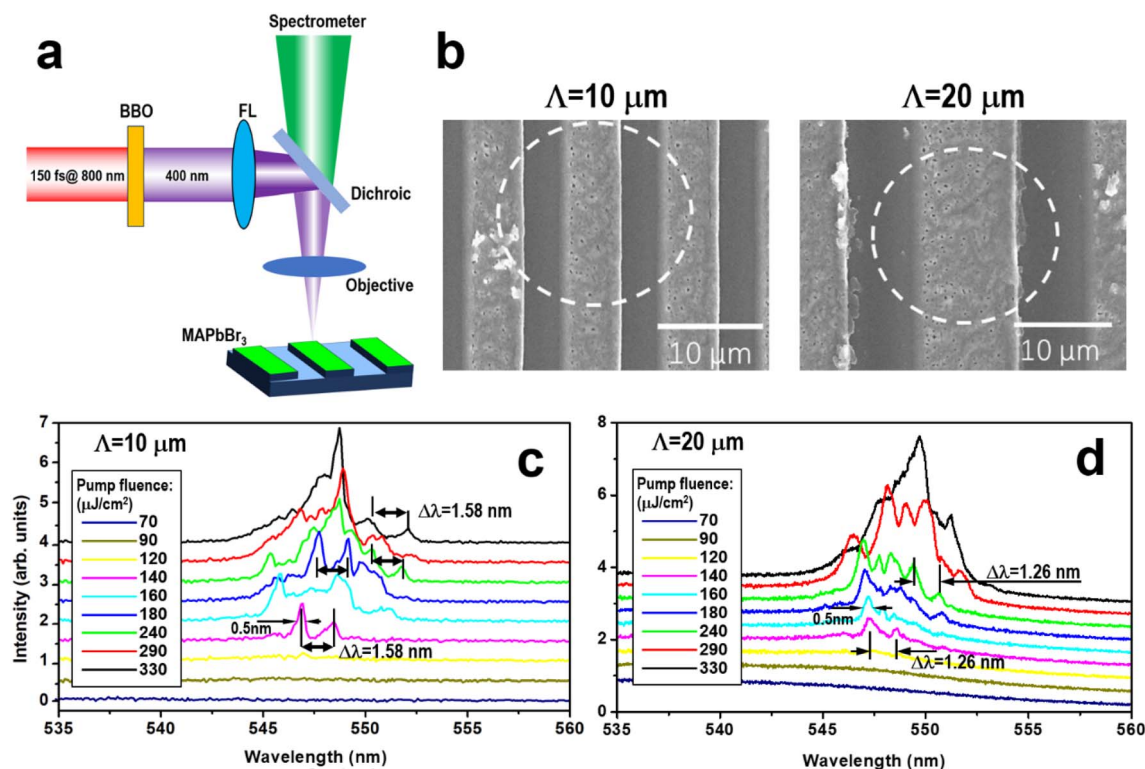 a
Spectrometer
BBO
FL
150 fs@ 800 nm
400 nm
Dichroic
Objective
MAPbBr₃
b
Λ=10 μm
Λ=20 μm
10 μm
10 μm
Λ=10 μm
c
Pump fluence:
(μJ/cm²)
70
90
120
140
160
180
240
290
330
Δλ=1.58 nm
0.5nm
Δλ=1.58 nm
Intensity (arb. units)
7
6
5
4
3
2
1
0
535
540
545
550
555
560
Wavelength (nm)
Λ=20 μm
d
Pump fluence:
(μJ/cm²)
70
90
120
140
160
180
240
290
330
Δλ=1.26 nm
0.5nm
Δλ=1.26 nm
8
6
4
2
0
535
540
545
550
555
560
Wavelength (nm)